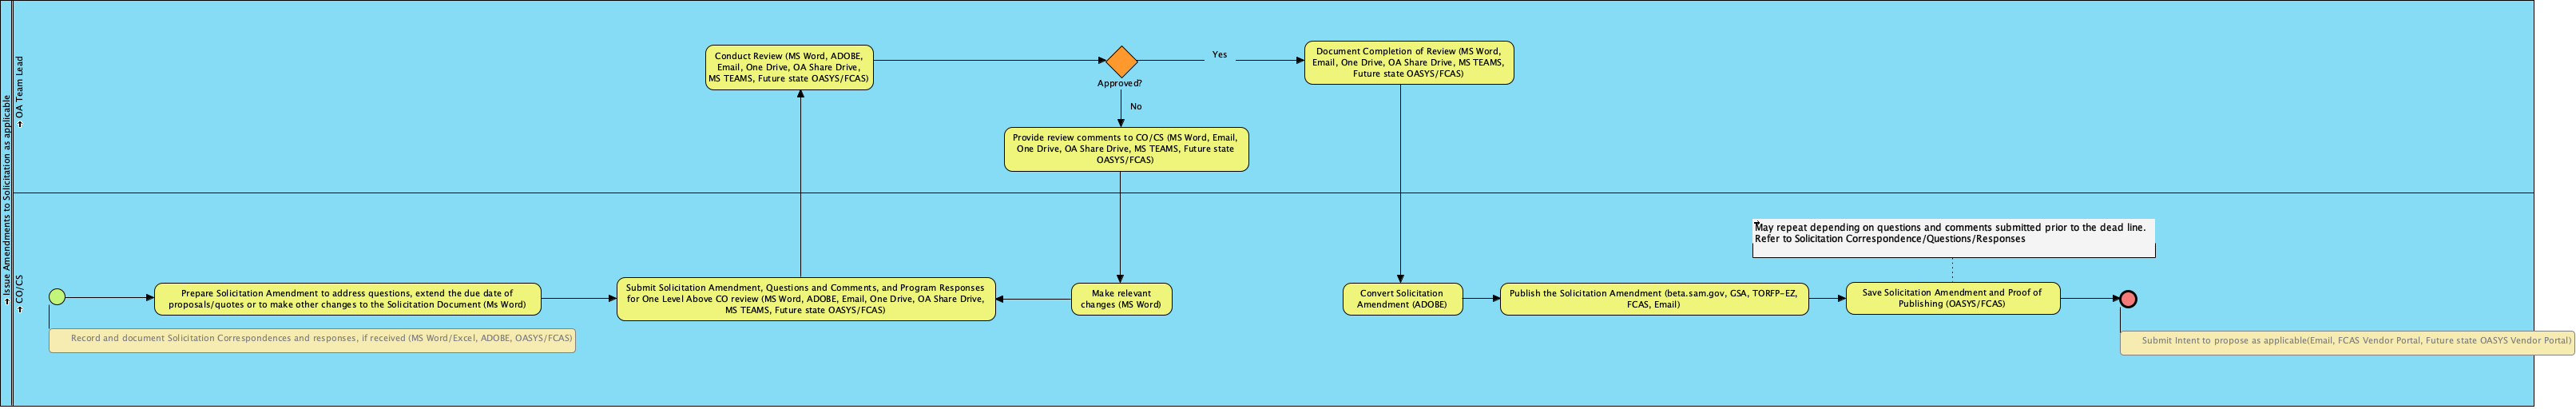 Issue Amendments to Solicitation as applicable
OA Team Lead
Conduct Review (MS Word, ADOBE,
Email, One Drive, OA Share Drive,
MS TEAMS, Future state OASYS/FCAS)
Approved?
Yes
No
Document Completion of Review (MS Word,
Email, One Drive, OA Share Drive, MS TEAMS,
Future state OASYS/FCAS)
Provide review comments to CO/CS (MS Word, Email,
One Drive, OA Share Drive, MS TEAMS, Future state
OASYS/FCAS)
CO/CS
Prepare Solicitation Amendment to address questions, extend the due date of
proposals/quotes or to make other changes to the Solicitation Document (Ms Word)
Record and document Solicitation Correspondences and responses, if received (MS Word/Excel, ADOBE, OASYS/FCAS)
Submit Solicitation Amendment, Questions and Comments, and Program Responses
for One Level Above CO review (MS Word, ADOBE, Email, One Drive, OA Share Drive,
MS TEAMS, Future state OASYS/FCAS)
Make relevant
changes (MS Word)
Convert Solicitation
Amendment (ADOBE)
Publish the Solicitation Amendment (beta.sam.gov, GSA, TORFP-EZ,
FCAS, Email)
May repeat depending on questions and comments submitted prior to the dead line.
Refer to Solicitation Correspondence/Questions/Responses
Save Solicitation Amendment and Proof of
Publishing (OASYS/FCAS)
Submit Intent to propose as applicable(Email, FCAS Vendor Portal, Future state OASYS Vendor Portal)